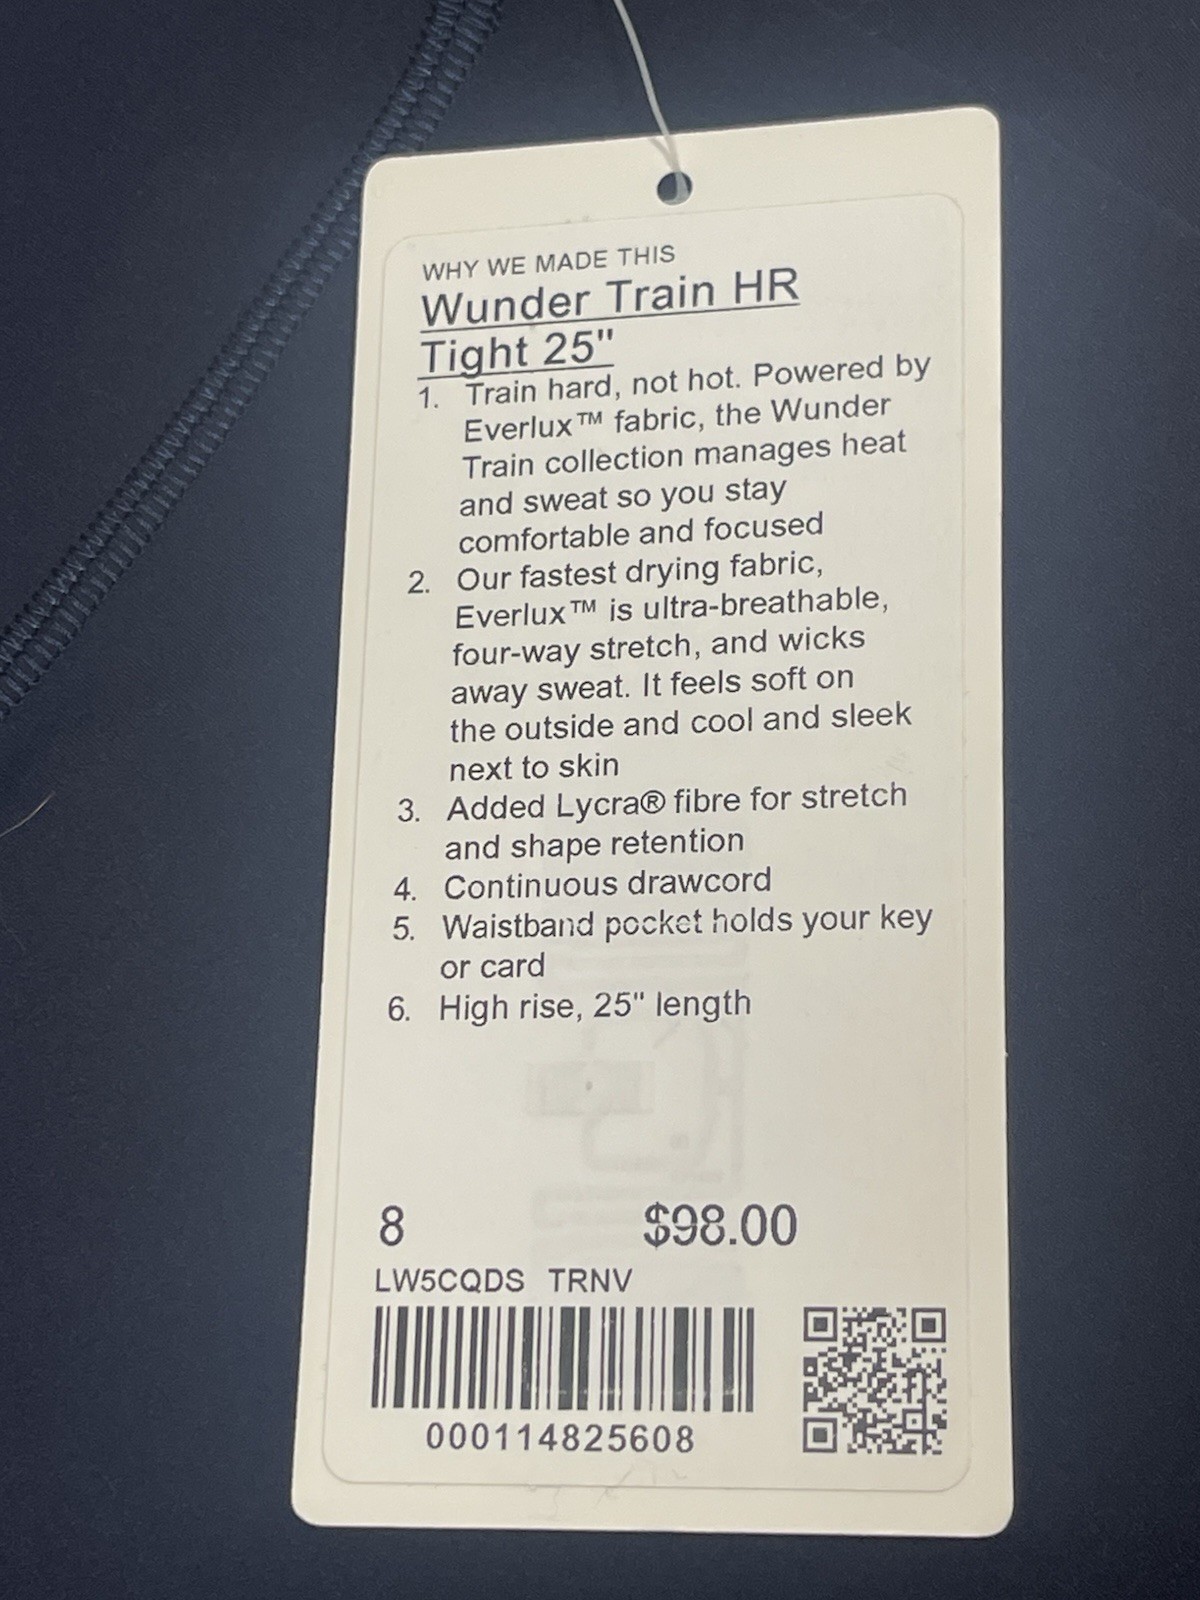 WHY WE MADE THIS
Wunder Train HR
Tight 25"
1. Train hard, not hot. Powered by
Everlux™ fabric, the Wunder
Train collection manages heat
and sweat so you stay
comfortable and focused
2. Our fastest drying fabric,
Everlux™ is ultra-breathable,
four-way stretch, and wicks
away sweat. It feels soft on
the outside and cool and sleek
next to skin
3. Added Lycra® fibre for stretch
and shape retention
4. Continuous drawcord
5. Waistband pocket holds your key
or card
6. High rise, 25" length
8 $98.00
LW5CQDS TRNV
000114825608